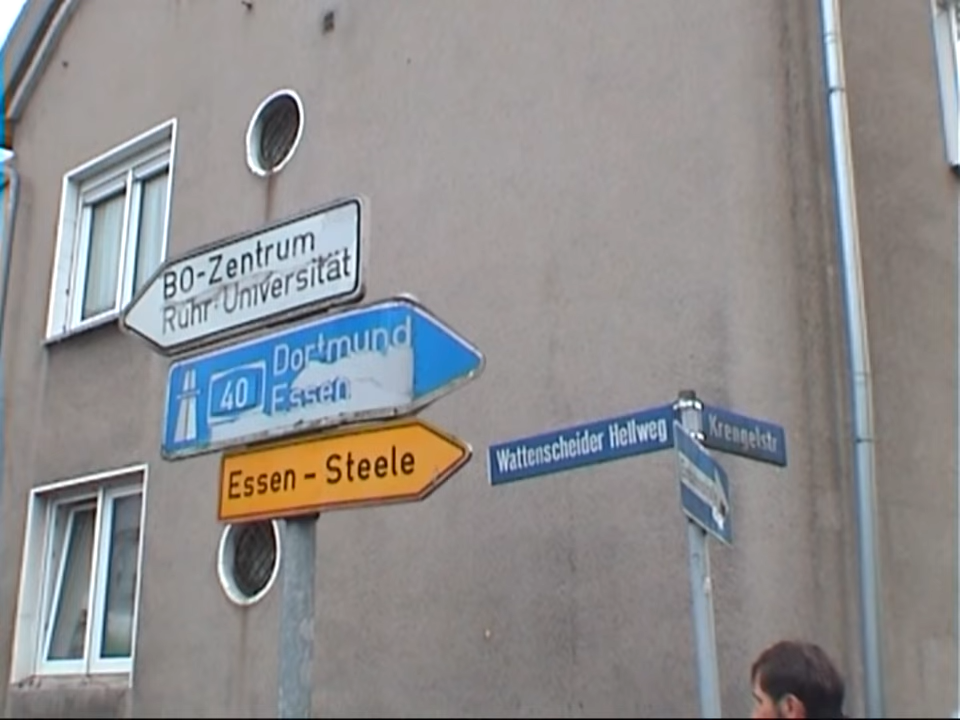 BO-Zentrum
Ruhr-Universität
40
Dortmund
Essen
Essen - Steele
Wattenscheider Hellweg
Krengelstr